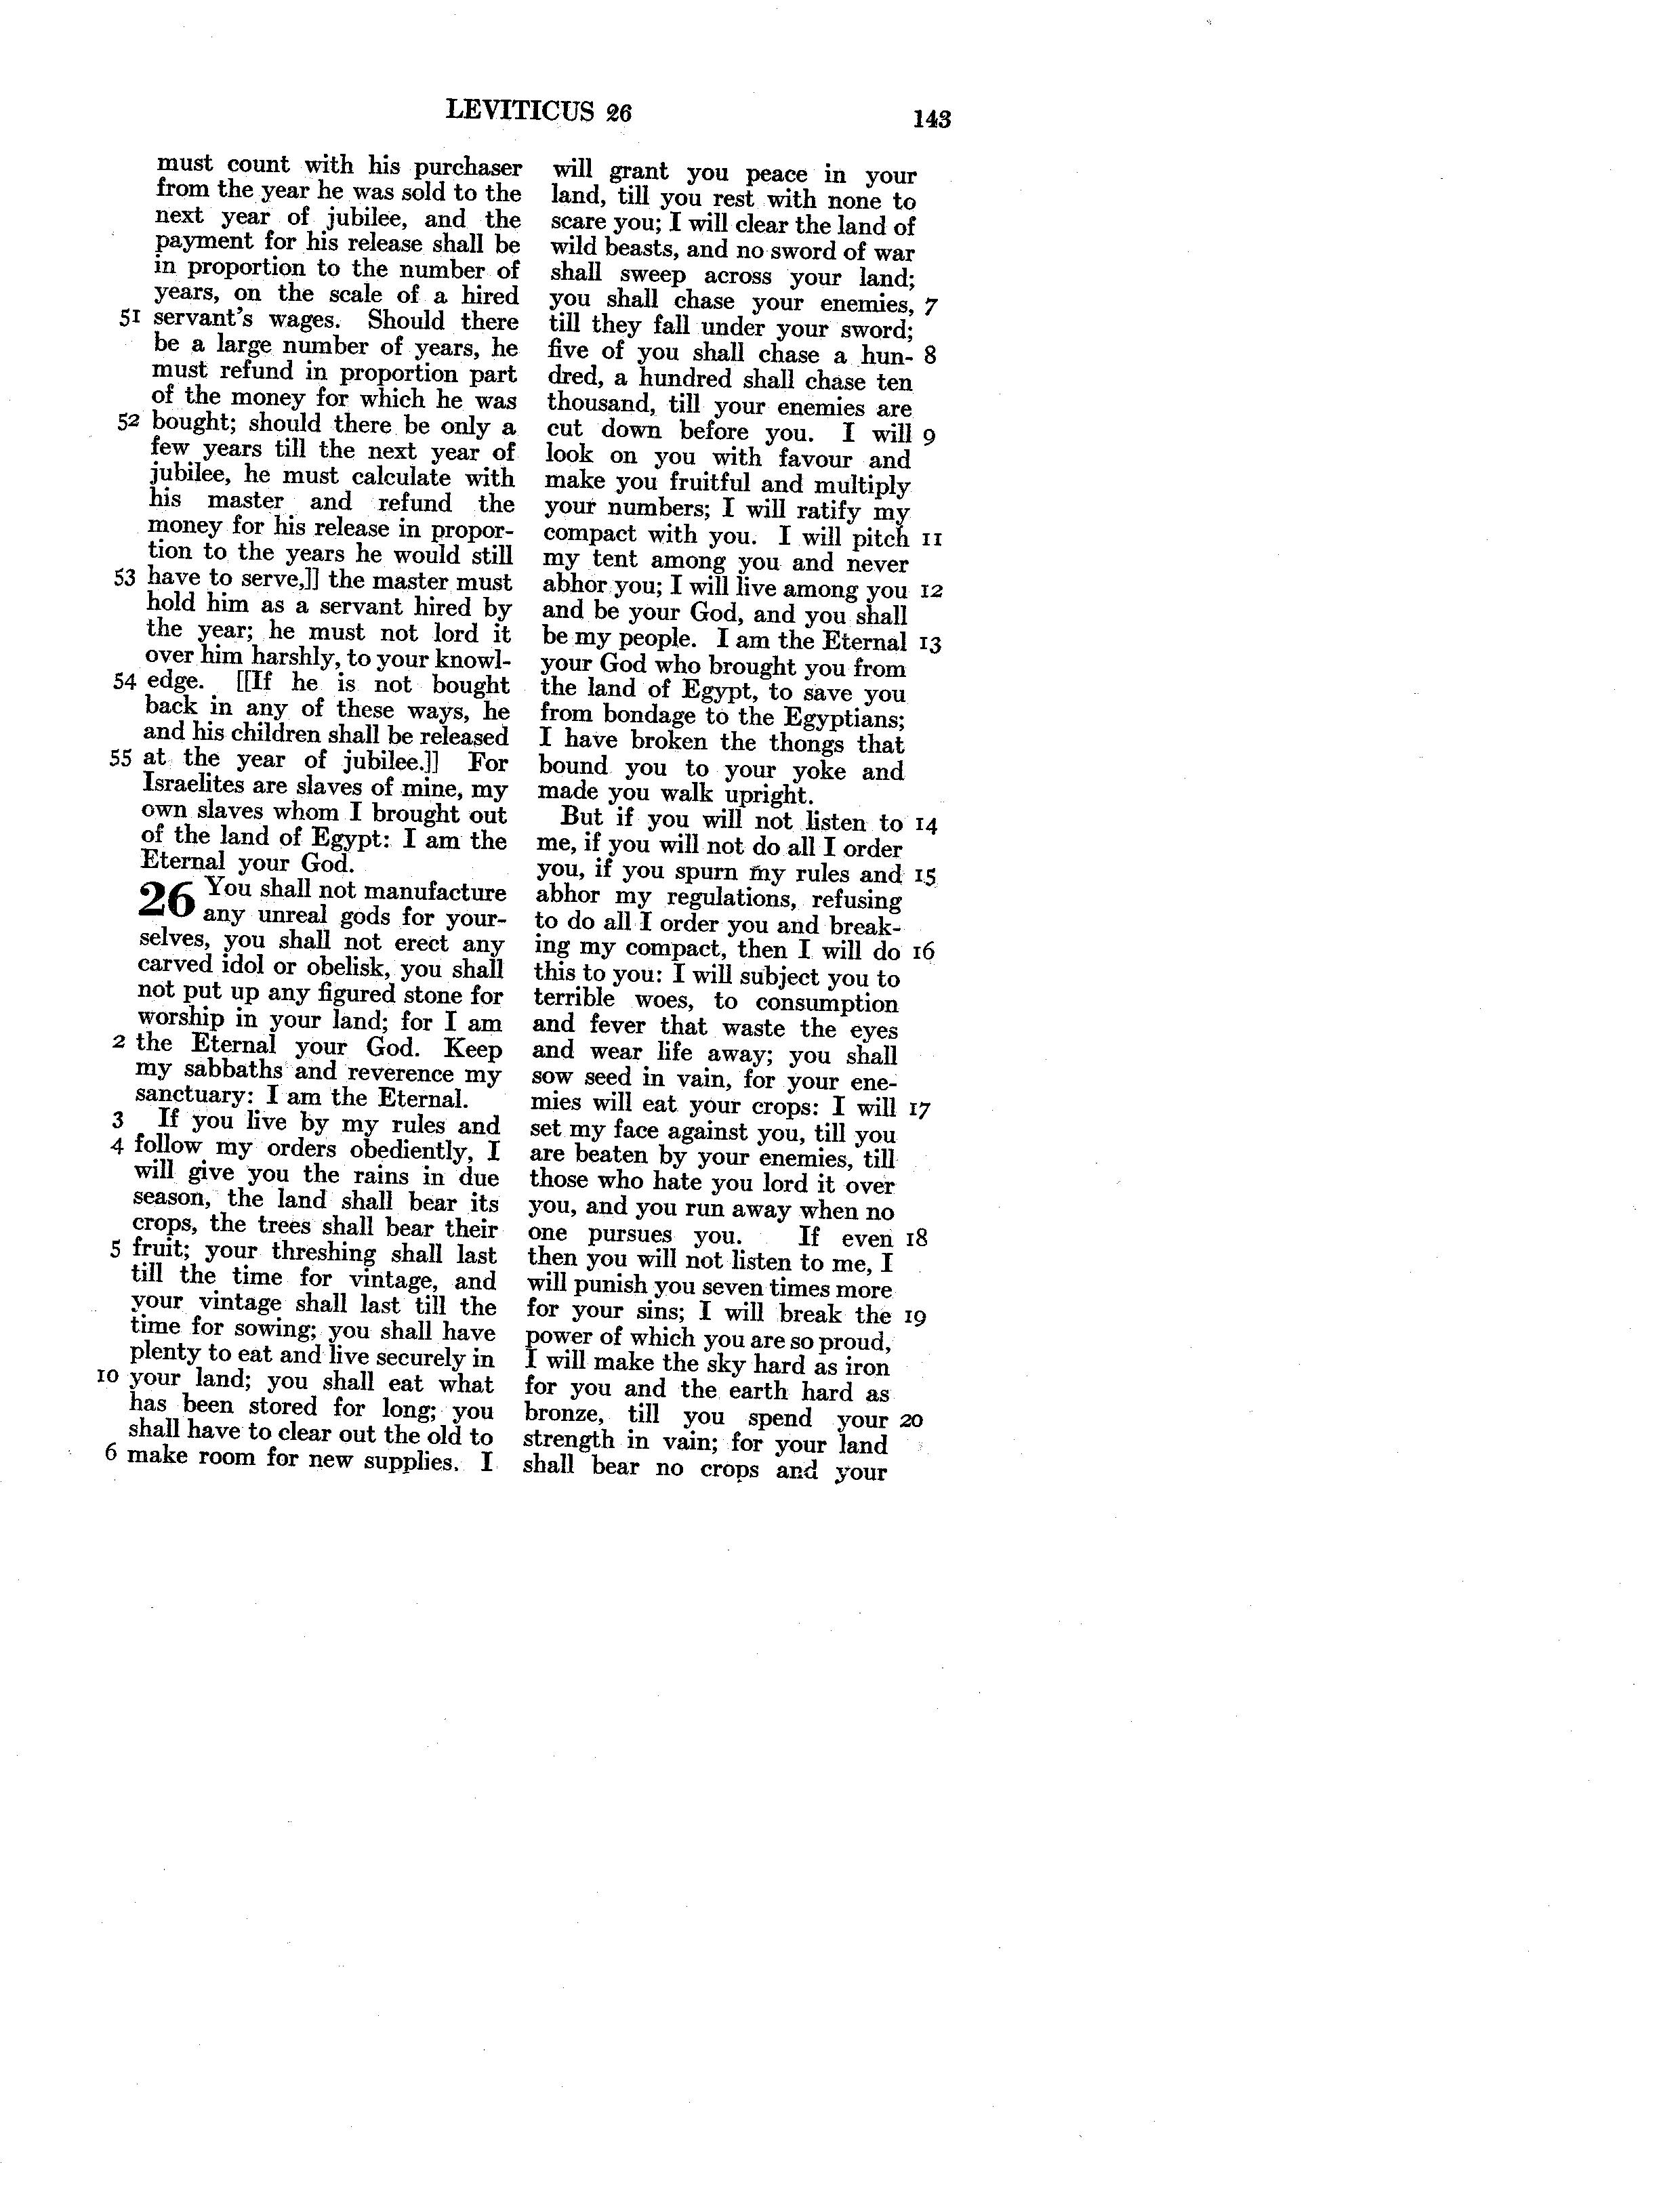 LEVITICUS 26
143
must count with his purchaser
from the year he was sold to the
next year of jubilee, and the
payment for his release shall be
in proportion to the number of
years, on the scale of a hired
51 servant's wages. Should there
be a large number of years, he
must refund in proportion part
of the money for which he was
52 bought; should there be only a
few years till the next year of
jubilee, he must calculate with
his master and refund the
money for his release in propor-
tion to the years he would still
53 have to serve,]] the master must
hold him as a servant hired by
the year; he must not lord it
over him harshly, to your knowl-
54 edge. [[If he is not bought
back in any of these ways, he
and his children shall be released
55 at the year of jubilee.]] For
Israelites are slaves of mine, my
own slaves whom I brought out
of the land of Egypt: I am the
Eternal your God.
26 You shall not manufacture
any unreal gods for your-
selves, you shall not erect any
carved idol or obelisk, you shall
not put up any figured stone for
worship in your land; for I am
2 the Eternal your God. Keep
my sabbaths and reverence my
sanctuary: I am the Eternal.
3 If you live by my rules and
4 follow my orders obediently, I
will give you the rains in due
season, the land shall bear its
crops, the trees shall bear their
5 fruit; your threshing shall last
till the time for vintage, and
your vintage shall last till the
time for sowing; you shall have
plenty to eat and live securely in
10 your land; you shall eat what
has been stored for long; you
shall have to clear out the old to
6 make room for new supplies. I
will grant you peace in your
land, till you rest with none to
scare you; I will clear the land of
wild beasts, and no sword of war
shall sweep across your land;
you shall chase your enemies, 7
till they fall under your sword;
five of you shall chase a hun- 8
dred, a hundred shall chase ten
thousand, till your enemies are
cut down before you. I will 9
look on you with favour and
make you fruitful and multiply
your numbers; I will ratify my
compact with you. I will pitch 11
my tent among you and never
abhor you; I will live among you 12
and be your God, and you shall
be my people. I am the Eternal 13
your God who brought you from
the land of Egypt, to save you
from bondage to the Egyptians;
I have broken the thongs that
bound you to your yoke and
made you walk upright.
But if you will not listen to 14
me, if you will not do all I order
you, if you spurn my rules and 15
abhor my regulations, refusing
to do all I order you and break-
ing my compact, then I will do 16
this to you: I will subject you to
terrible woes, to consumption
and fever that waste the eyes
and wear life away; you shall
sow seed in vain, for your ene-
mies will eat your crops: I will 17
set my face against you, till you
are beaten by your enemies, till
those who hate you lord it over
you, and you run away when no
one pursues you. If even 18
then you will not listen to me, I
will punish you seven times more
for your sins; I will break the 19
power of which you are so proud,
I will make the sky hard as iron
for you and the earth hard as
bronze, till you spend your 20
strength in vain; for your land
shall bear no crops and your